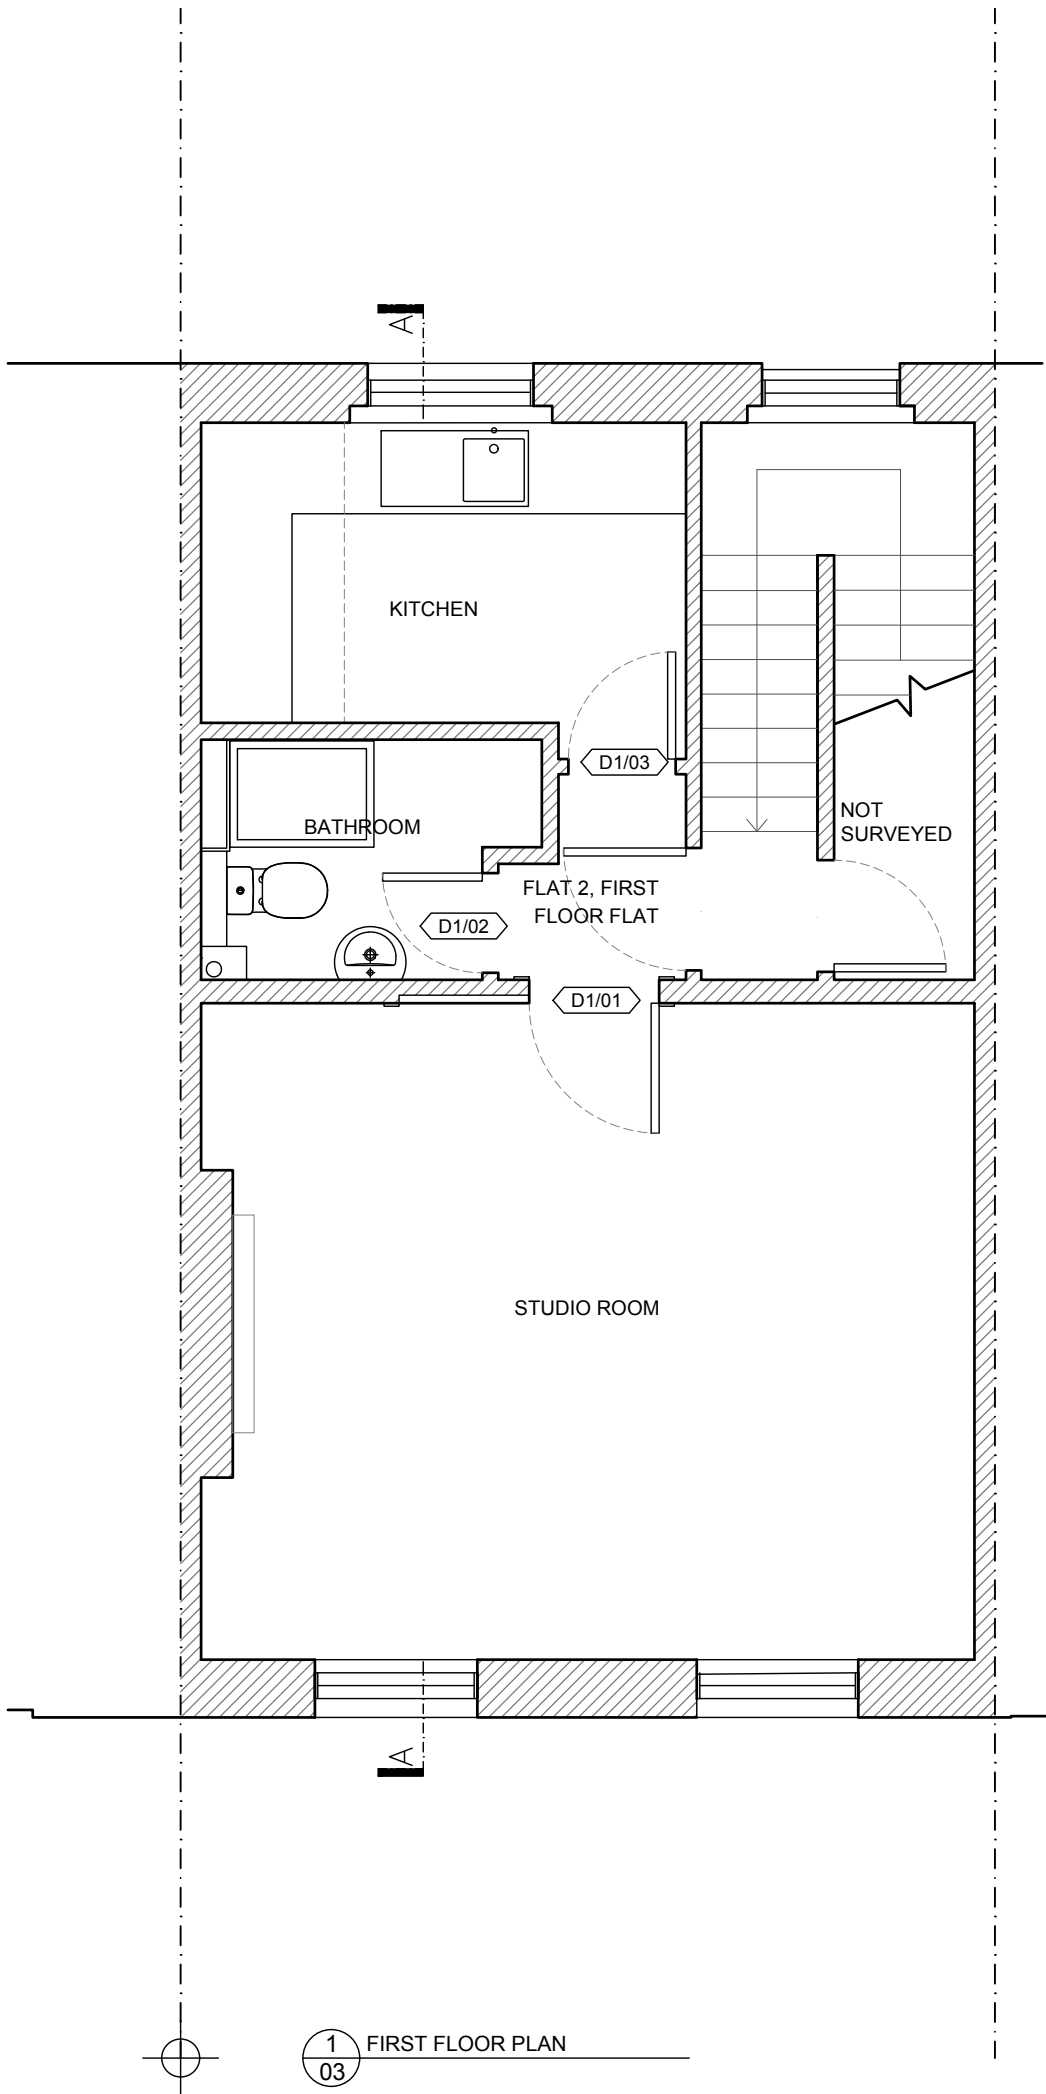 A
KITCHEN
D1/03
NOT
SURVEYED
BATHROOM
FLAT 2, FIRST
FLOOR FLAT
D1/02
D1/01
STUDIO ROOM
A
1
03
FIRST FLOOR PLAN